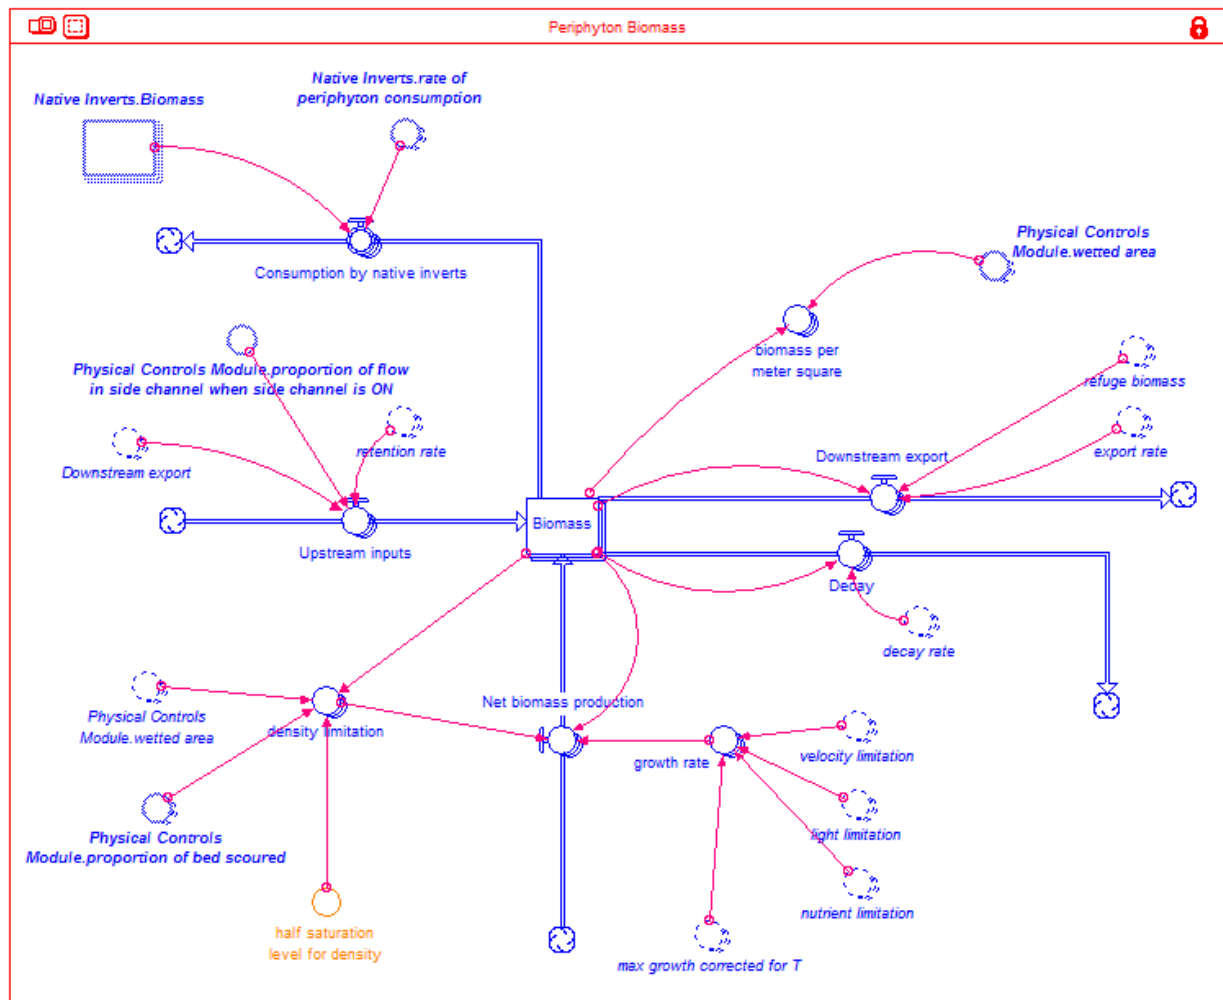 Periphyton Biomass
Native Inverts.rate of
periphyton consumption
Native Inverts.Biomass
Consumption by native inverts
Physical Controls
Module.wetted area
biomass per
meter square
Physical Controls Module.proportion of flow
in side channel when side channel is ON
refuge biomass
retention rate
Downstream export
export rate
Downstream export
Biomass
Upstream inputs
Decay
decay rate
Net biomass production
Physical Controls
Module.wetted area
density limitation
growth rate
velocity limitation
light limitation
Physical Controls
Module.proportion of bed scoured
nutrient limitation
half saturation
level for density
max growth corrected for T